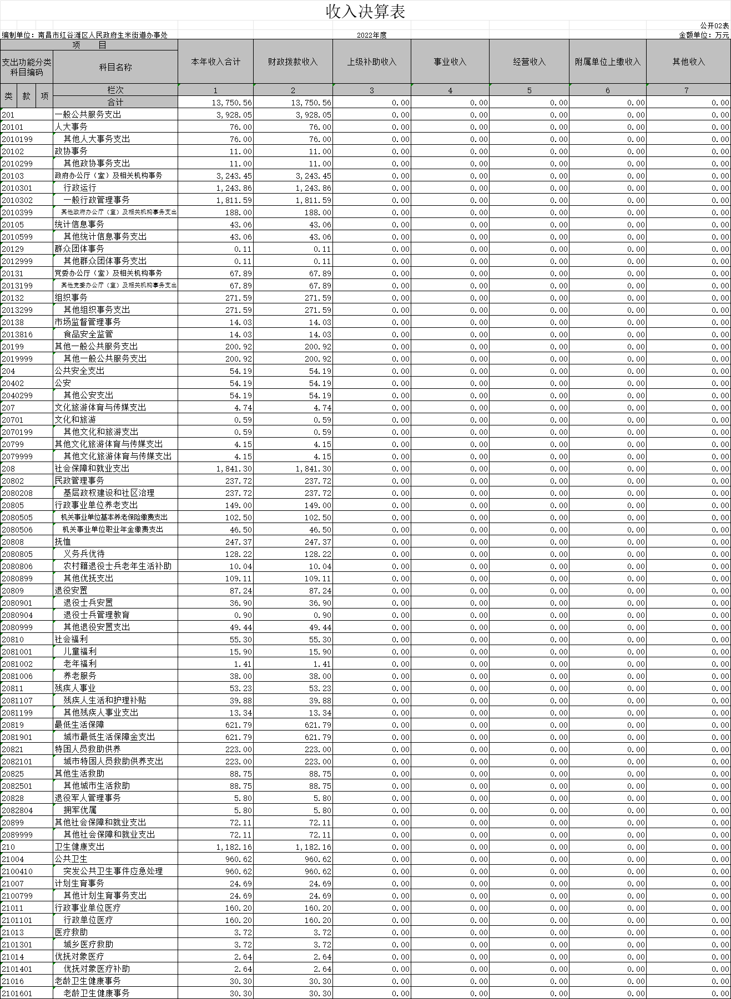 收入决算表
公开02表
编制单位：南昌市红谷滩区人民政府生米街道办事处 2022年度 金额单位：万元
项 目 本年收入合计 财政拨款收入 上级补助收入 事业收入 经营收入 附属单位上缴收入 其他收入
支出功能分类科目编码 科目名称
类 款 项 栏次 1 2 3 4 5 6 7
合计 13,750.56 13,750.56 0.00 0.00 0.00 0.00 0.00
201 一般公共服务支出 3,928.05 3,928.05 0.00 0.00 0.00 0.00 0.00
20101 人大事务 76.00 76.00 0.00 0.00 0.00 0.00 0.00
2010199 其他人大事务支出 76.00 76.00 0.00 0.00 0.00 0.00 0.00
20102 政协事务 11.00 11.00 0.00 0.00 0.00 0.00 0.00
2010299 其他政协事务支出 11.00 11.00 0.00 0.00 0.00 0.00 0.00
20103 政府办公厅（室）及相关机构事务 3,243.45 3,243.45 0.00 0.00 0.00 0.00 0.00
2010301 行政运行 1,243.86 1,243.86 0.00 0.00 0.00 0.00 0.00
2010302 一般行政管理事务 1,811.59 1,811.59 0.00 0.00 0.00 0.00 0.00
2010399 其他政府办公厅（室）及相关机构事务支出 188.00 188.00 0.00 0.00 0.00 0.00 0.00
20105 统计信息事务 43.06 43.06 0.00 0.00 0.00 0.00 0.00
2010599 其他统计信息事务支出 43.06 43.06 0.00 0.00 0.00 0.00 0.00
20129 群众团体事务 0.11 0.11 0.00 0.00 0.00 0.00 0.00
2012999 其他群众团体事务支出 0.11 0.11 0.00 0.00 0.00 0.00 0.00
20131 党委办公厅（室）及相关机构事务 67.89 67.89 0.00 0.00 0.00 0.00 0.00
2013199 其他党委办公厅（室）及相关机构事务支出 67.89 67.89 0.00 0.00 0.00 0.00 0.00
20132 组织事务 271.59 271.59 0.00 0.00 0.00 0.00 0.00
2013299 其他组织事务支出 271.59 271.59 0.00 0.00 0.00 0.00 0.00
20138 市场监督管理事务 14.03 14.03 0.00 0.00 0.00 0.00 0.00
2013816 食品安全监管 14.03 14.03 0.00 0.00 0.00 0.00 0.00
20199 其他一般公共服务支出 200.92 200.92 0.00 0.00 0.00 0.00 0.00
2019999 其他一般公共服务支出 200.92 200.92 0.00 0.00 0.00 0.00 0.00
204 公共安全支出 54.19 54.19 0.00 0.00 0.00 0.00 0.00
20402 公安 54.19 54.19 0.00 0.00 0.00 0.00 0.00
2040299 其他公安支出 54.19 54.19 0.00 0.00 0.00 0.00 0.00
207 文化旅游体育与传媒支出 4.74 4.74 0.00 0.00 0.00 0.00 0.00
20701 文化和旅游 0.59 0.59 0.00 0.00 0.00 0.00 0.00
2070199 其他文化和旅游支出 0.59 0.59 0.00 0.00 0.00 0.00 0.00
20799 其他文化旅游体育与传媒支出 4.15 4.15 0.00 0.00 0.00 0.00 0.00
2079999 其他文化旅游体育与传媒支出 4.15 4.15 0.00 0.00 0.00 0.00 0.00
208 社会保障和就业支出 1,841.30 1,841.30 0.00 0.00 0.00 0.00 0.00
20802 民政管理事务 237.72 237.72 0.00 0.00 0.00 0.00 0.00
2080208 基层政权建设和社区治理 237.72 237.72 0.00 0.00 0.00 0.00 0.00
20805 行政事业单位养老支出 149.00 149.00 0.00 0.00 0.00 0.00 0.00
2080505 机关事业单位基本养老保险缴费支出 102.50 102.50 0.00 0.00 0.00 0.00 0.00
2080506 机关事业单位职业年金缴费支出 46.50 46.50 0.00 0.00 0.00 0.00 0.00
20808 抚恤 247.37 247.37 0.00 0.00 0.00 0.00 0.00
2080805 义务兵优待 128.22 128.22 0.00 0.00 0.00 0.00 0.00
2080806 农村籍退役士兵老年生活补助 10.04 10.04 0.00 0.00 0.00 0.00 0.00
2080899 其他优抚支出 109.11 109.11 0.00 0.00 0.00 0.00 0.00
20809 退役安置 87.24 87.24 0.00 0.00 0.00 0.00 0.00
2080901 退役士兵安置 36.90 36.90 0.00 0.00 0.00 0.00 0.00
2080904 退役士兵管理教育 0.90 0.90 0.00 0.00 0.00 0.00 0.00
2080999 其他退役安置支出 49.44 49.44 0.00 0.00 0.00 0.00 0.00
20810 社会福利 55.30 55.30 0.00 0.00 0.00 0.00 0.00
2081001 儿童福利 15.90 15.90 0.00 0.00 0.00 0.00 0.00
2081002 老年福利 1.41 1.41 0.00 0.00 0.00 0.00 0.00
2081006 养老服务 38.00 38.00 0.00 0.00 0.00 0.00 0.00
20811 残疾人事业 53.23 53.23 0.00 0.00 0.00 0.00 0.00
2081107 残疾人生活和护理补贴 39.88 39.88 0.00 0.00 0.00 0.00 0.00
2081199 其他残疾人事业支出 13.34 13.34 0.00 0.00 0.00 0.00 0.00
20819 最低生活保障 621.79 621.79 0.00 0.00 0.00 0.00 0.00
2081901 城市最低生活保障金支出 621.79 621.79 0.00 0.00 0.00 0.00 0.00
20821 特困人员救助供养 223.00 223.00 0.00 0.00 0.00 0.00 0.00
2082101 城市特困人员救助供养支出 223.00 223.00 0.00 0.00 0.00 0.00 0.00
20825 其他生活救助 88.75 88.75 0.00 0.00 0.00 0.00 0.00
2082501 其他城市生活救助 88.75 88.75 0.00 0.00 0.00 0.00 0.00
20828 退役军人管理事务 5.80 5.80 0.00 0.00 0.00 0.00 0.00
2082804 拥军优属 5.80 5.80 0.00 0.00 0.00 0.00 0.00
20899 其他社会保障和就业支出 72.11 72.11 0.00 0.00 0.00 0.00 0.00
2089999 其他社会保障和就业支出 72.11 72.11 0.00 0.00 0.00 0.00 0.00
210 卫生健康支出 1,182.16 1,182.16 0.00 0.00 0.00 0.00 0.00
21004 公共卫生 960.62 960.62 0.00 0.00 0.00 0.00 0.00
2100410 突发公共卫生事件应急处理 960.62 960.62 0.00 0.00 0.00 0.00 0.00
21007 计划生育事务 24.69 24.69 0.00 0.00 0.00 0.00 0.00
2100799 其他计划生育事务支出 24.69 24.69 0.00 0.00 0.00 0.00 0.00
21011 行政事业单位医疗 160.20 160.20 0.00 0.00 0.00 0.00 0.00
2101101 行政单位医疗 160.20 160.20 0.00 0.00 0.00 0.00 0.00
21013 医疗救助 3.72 3.72 0.00 0.00 0.00 0.00 0.00
2101301 城乡医疗救助 3.72 3.72 0.00 0.00 0.00 0.00 0.00
21014 优抚对象医疗 2.64 2.64 0.00 0.00 0.00 0.00 0.00
2101401 优抚对象医疗补助 2.64 2.64 0.00 0.00 0.00 0.00 0.00
21016 老龄卫生健康事务 30.30 30.30 0.00 0.00 0.00 0.00 0.00
2101601 老龄卫生健康事务 30.30 30.30 0.00 0.00 0.00 0.00 0.00